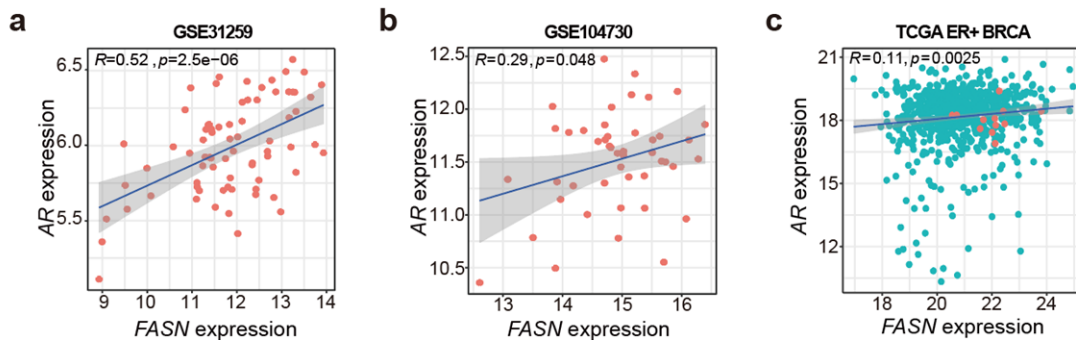 a
GSE31259
R=0.52 , p=2.5e-06
AR expression
6.5
6.0
5.5
9 10 11 12 13 14
FASN expression
b
GSE104730
R=0.29, p=0.048
AR expression
12.5
12.0
11.5
11.0
10.5
13 14 15 16
FASN expression
c
TCGA ER+ BRCA
R=0.11, p=0.0025
AR expression
21
18
15
12
18 20 22 24
FASN expression